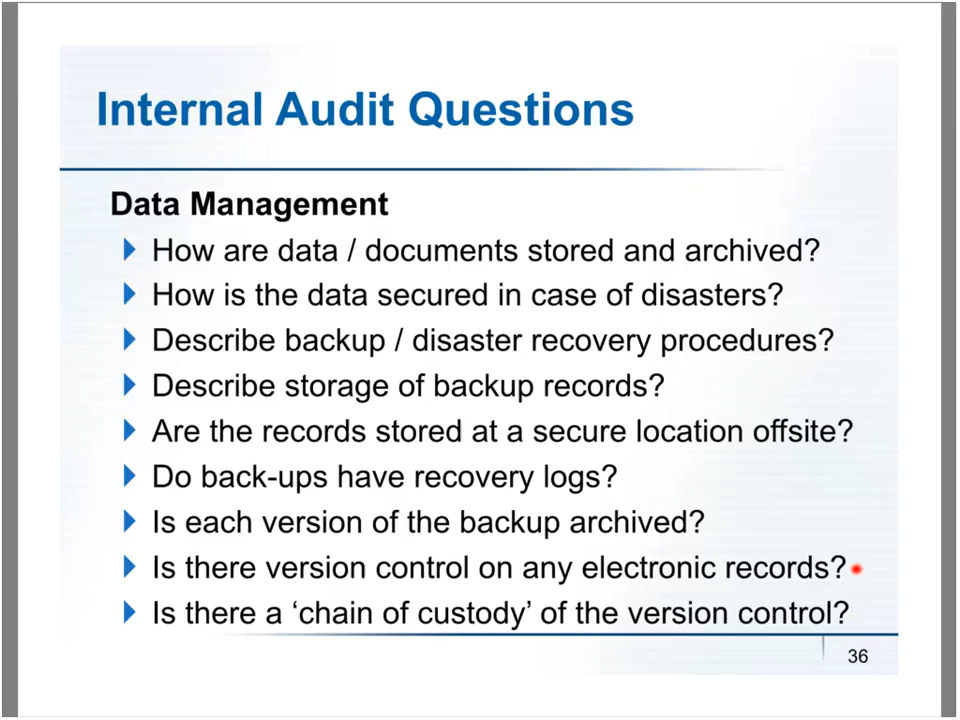 Internal Audit Questions
Data Management
How are data / documents stored and archived?
How is the data secured in case of disasters?
Describe backup / disaster recovery procedures?
Describe storage of backup records?
Are the records stored at a secure location offsite?
Do back-ups have recovery logs?
Is each version of the backup archived?
Is there version control on any electronic records?
Is there a ‘chain of custody’ of the version control?
36